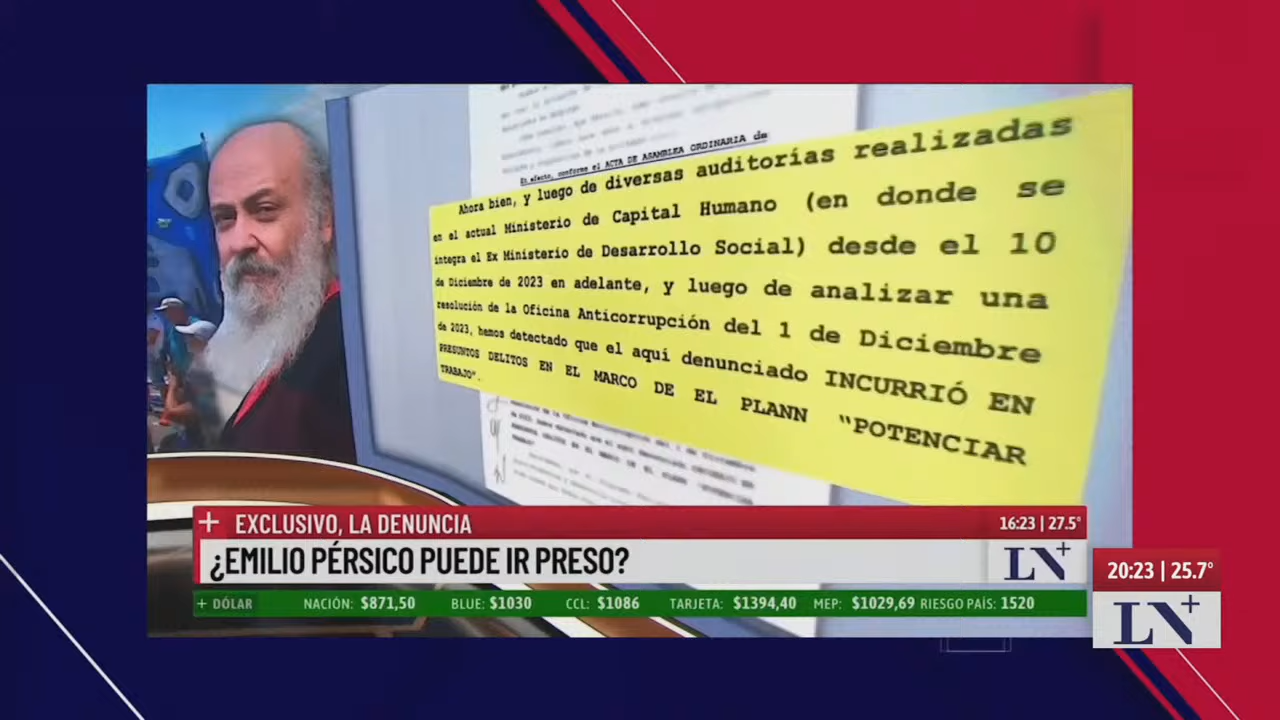 En efecto, conforme el ACTA DE ASAMBLEA ORDINARIA de
Ahora bien, y luego de diversas auditorías realizadas
en el actual Ministerio de Capital Humano (en donde se
integra el Ex Ministerio de Desarrollo Social) desde el 10
de Diciembre de 2023 en adelante, y luego de analizar una
resolución de la Oficina Anticorrupción del 1 de Diciembre
de 2023, hemos detectado que el aquí denunciado INCURRIÓ EN
PRESUNTOS DELITOS EN EL MARCO DE EL PLANN “POTENCIAR
TRABAJO”.
+ EXCLUSIVO, LA DENUNCIA
16:23 | 27.5°
¿EMILIO PÉRSICO PUEDE IR PRESO?
LN+
+ DÓLAR NACIÓN: $871,50 BLUE: $1030 CCL: $1086 TARJETA: $1394,40 MEP: $1029,69 RIESGO PAÍS: 1520
20:23 | 25.7°
LN+